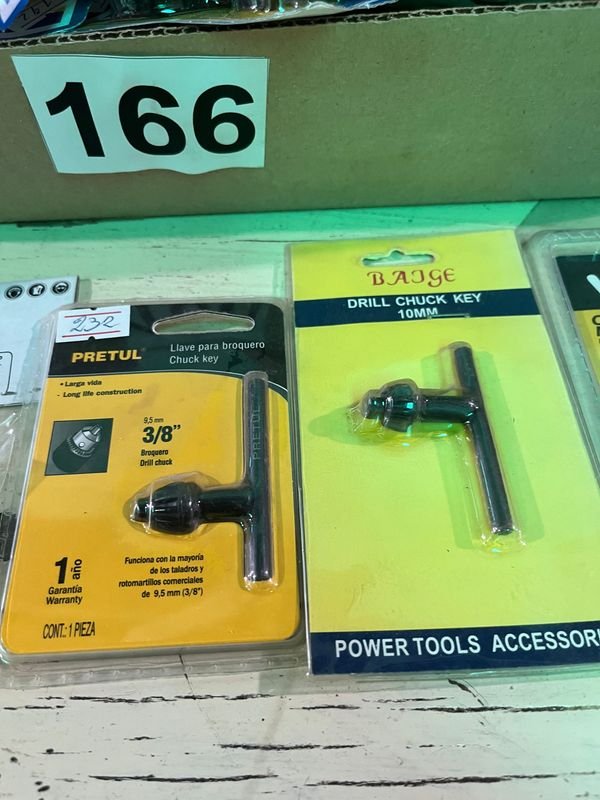 166
232
PRETUL
Llave para broquero
Chuck key
• Larga vida
- Long life construction
9,5 mm
3/8"
Broquero
Drill chuck
PRETUL
1 año
Garantía
Warranty
Funciona con la mayoría
de los taladros y
rotomartillos comerciales
de 9,5 mm (3/8")
CONT.: 1 PIEZA
BAIGE
DRILL CHUCK KEY
10MM
POWER TOOLS ACCESSORI